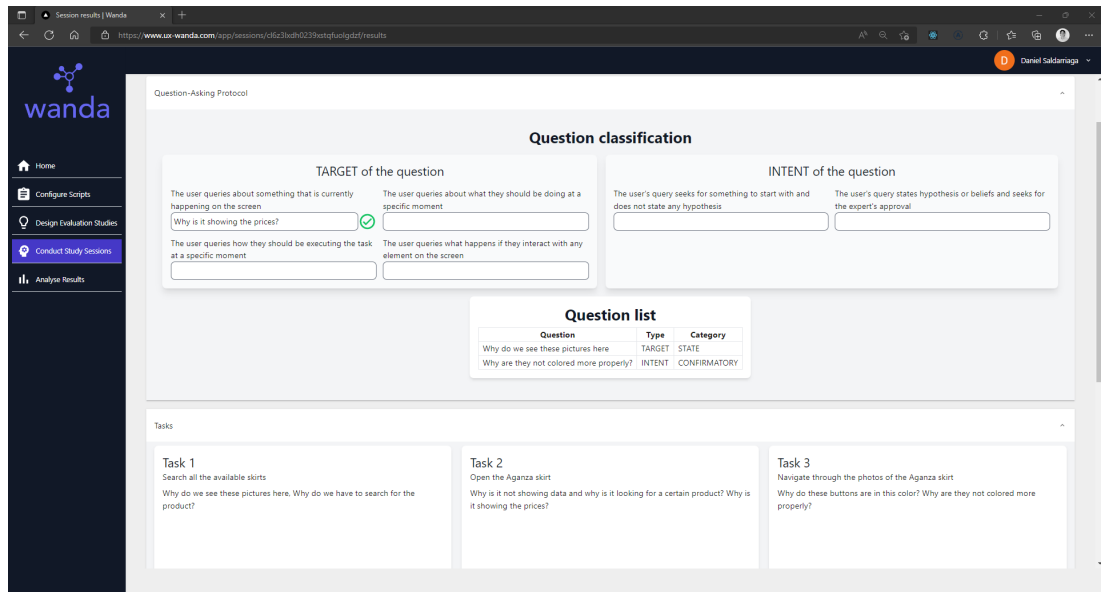 Session results | Wanda
https://www.ux-wanda.com/app/sessions/cl6z3lxdh0239xstqfuolgdzf/results
D Daniel Saldarriaga
wanda
Home
Configure Scripts
Design Evaluation Studies
Conduct Study Sessions
Analyse Results
Question-Asking Protocol
Question classification
TARGET of the question
The user queries about something that is currently
happening on the screen
Why is it showing the prices?
The user queries about what they should be doing at a
specific moment
The user queries how they should be executing the task
at a specific moment
The user queries what happens if they interact with any
element on the screen
INTENT of the question
The user's query seeks for something to start with and
does not state any hypothesis
The user's query states hypothesis or beliefs and seeks for
the expert's approval
Question list
Question Type Category
Why do we see these pictures here TARGET STATE
Why are they not colored more properly? INTENT CONFIRMATORY
Tasks
Task 1
Search all the available skirts
Why do we see these pictures here, Why do we have to search for the
product?
Task 2
Open the Aganza skirt
Why is it not showing data and why is it looking for a certain product? Why is
it showing the prices?
Task 3
Navigate through the photos of the Aganza skirt
Why do these buttons are in this color? Why are they not colored more
properly?